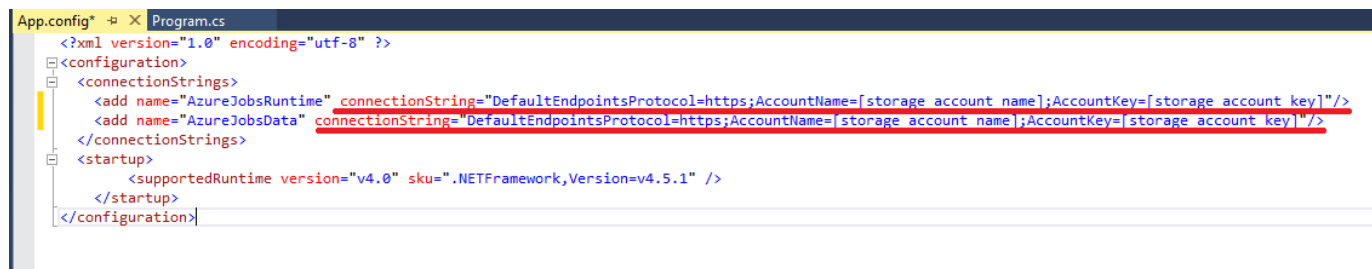 App.config* Program.cs
<?xml version="1.0" encoding="utf-8" ?>
<configuration>
<connectionStrings>
<add name="AzureJobsRuntime" connectionString="DefaultEndpointsProtocol=https;AccountName=[storage account name];AccountKey=[storage account key]"/>
<add name="AzureJobsData" connectionString="DefaultEndpointsProtocol=https;AccountName=[storage account name];AccountKey=[storage account key]"/>
</connectionStrings>
<startup>
<supportedRuntime version="v4.0" sku=".NETFramework,Version=v4.5.1" />
</startup>
</configuration>